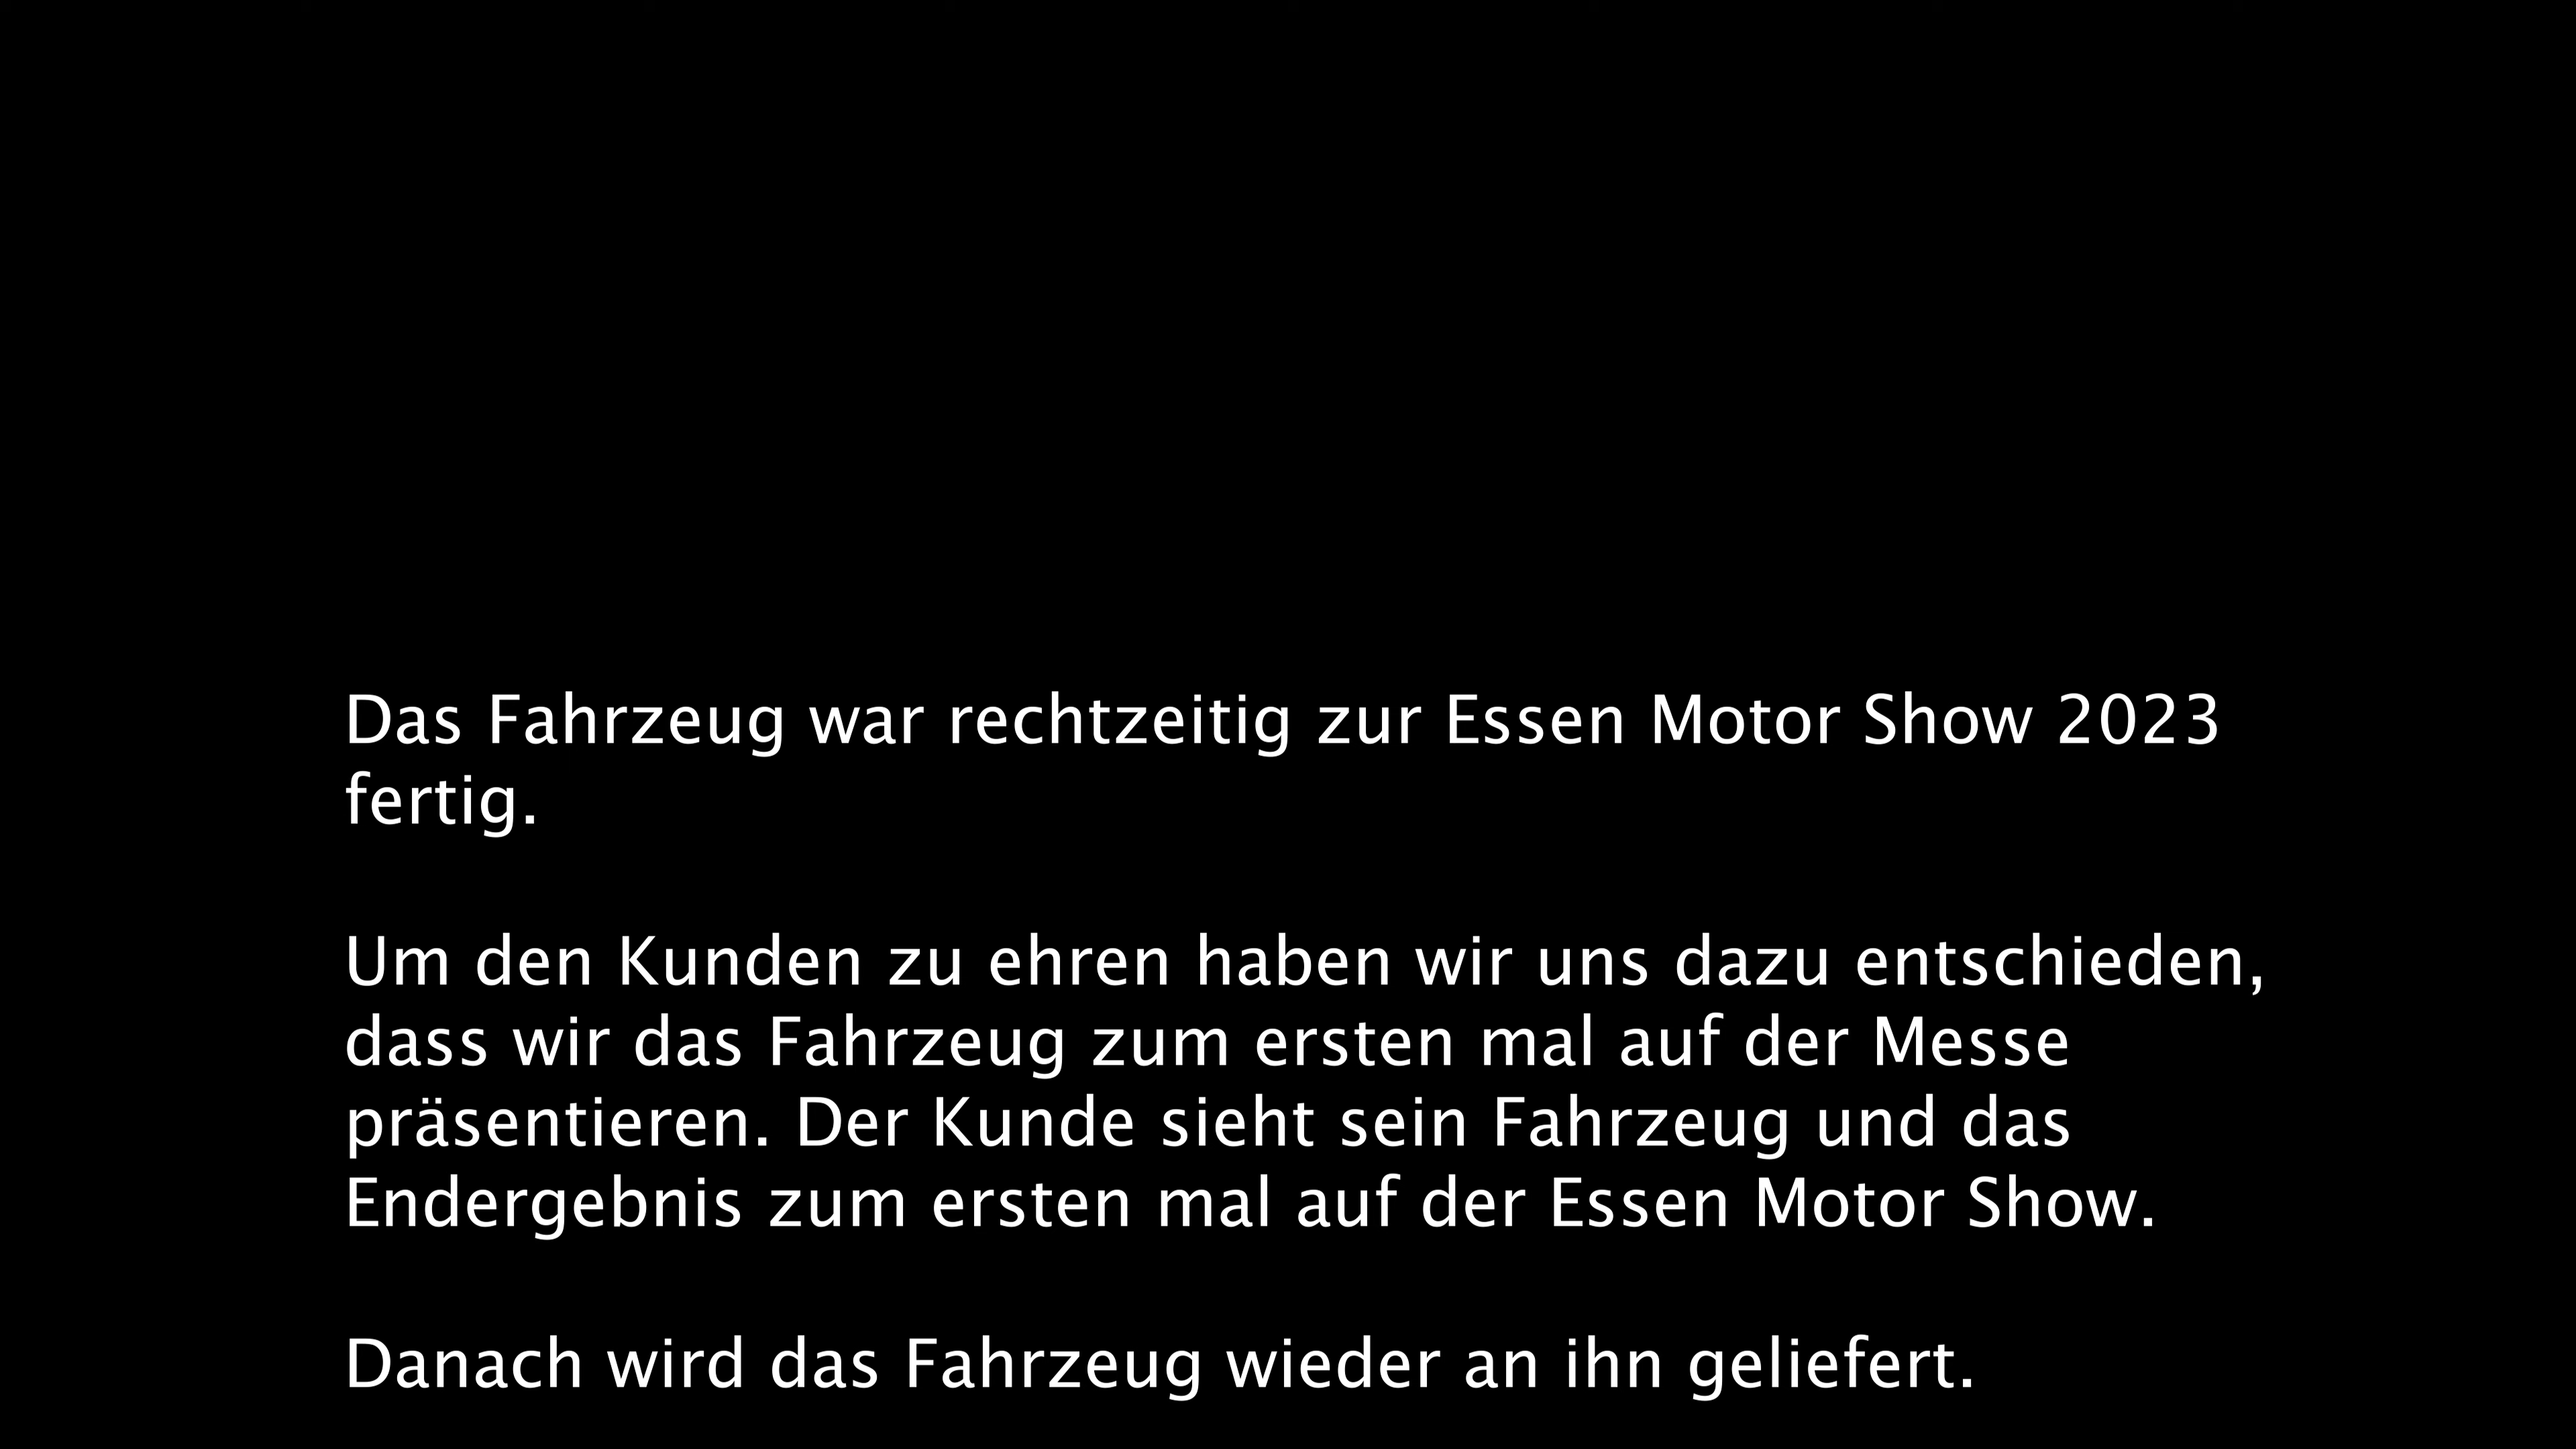 Das Fahrzeug war rechtzeitig zur Essen Motor Show 2023
fertig.
Um den Kunden zu ehren haben wir uns dazu entschieden,
dass wir das Fahrzeug zum ersten mal auf der Messe
präsentieren. Der Kunde sieht sein Fahrzeug und das
Endergebnis zum ersten mal auf der Essen Motor Show.
Danach wird das Fahrzeug wieder an ihn geliefert.